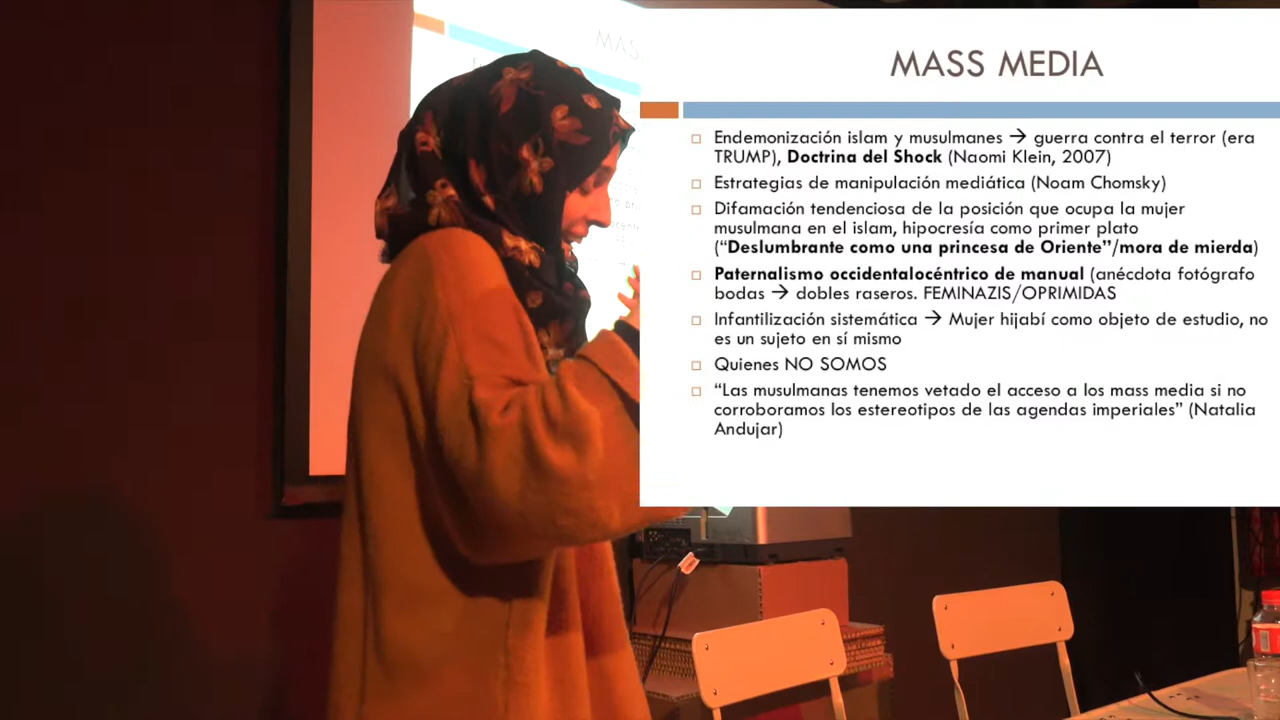 MASS MEDIA
Endemonización islam y musulmanes → guerra contra el terror (era
TRUMP), Doctrina del Shock (Naomi Klein, 2007)
Estrategias de manipulación mediática (Noam Chomsky)
Difamación tendenciosa de la posición que ocupa la mujer
musulmana en el islam, hipocresía como primer plato
(“Deslumbrante como una princesa de Oriente”/mora de mierda)
Paternalismo occidentalocéntrico de manual (anécdota fotógrafo
bodas → dobles raseros. FEMINAZIS/OPRIMIDAS
Infantilización sistemática → Mujer hijabí como objeto de estudio, no
es un sujeto en sí mismo
Quienes NO SOMOS
“Las musulmanas tenemos vetado el acceso a los mass media si no
corroboramos los estereotipos de las agendas imperiales” (Natalia
Andujar)